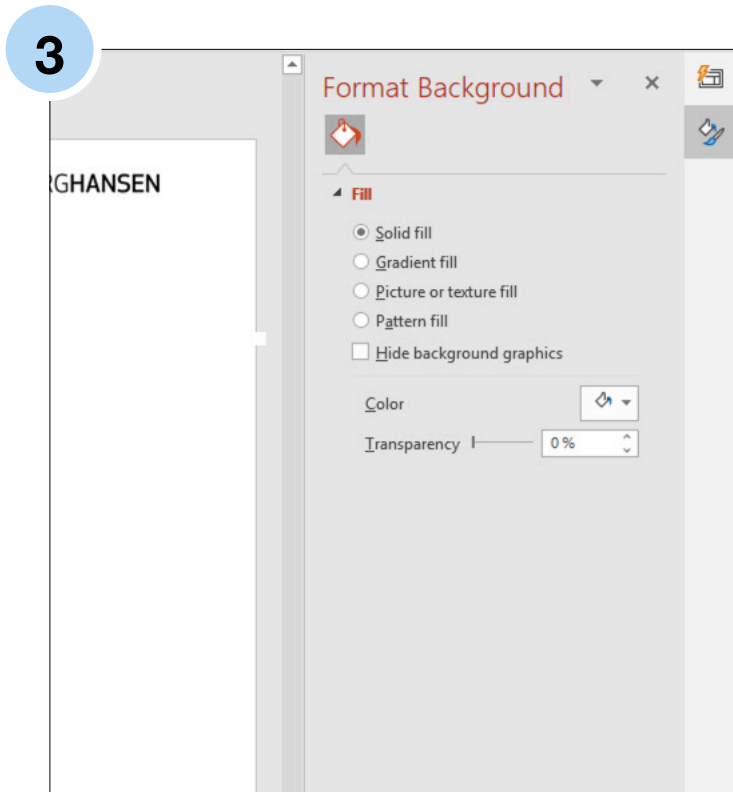 3
Format Background
RGHANSEN
Fill
Solid fill
Gradient fill
Picture or texture fill
Pattern fill
Hide background graphics
Color
Transparency 0 %